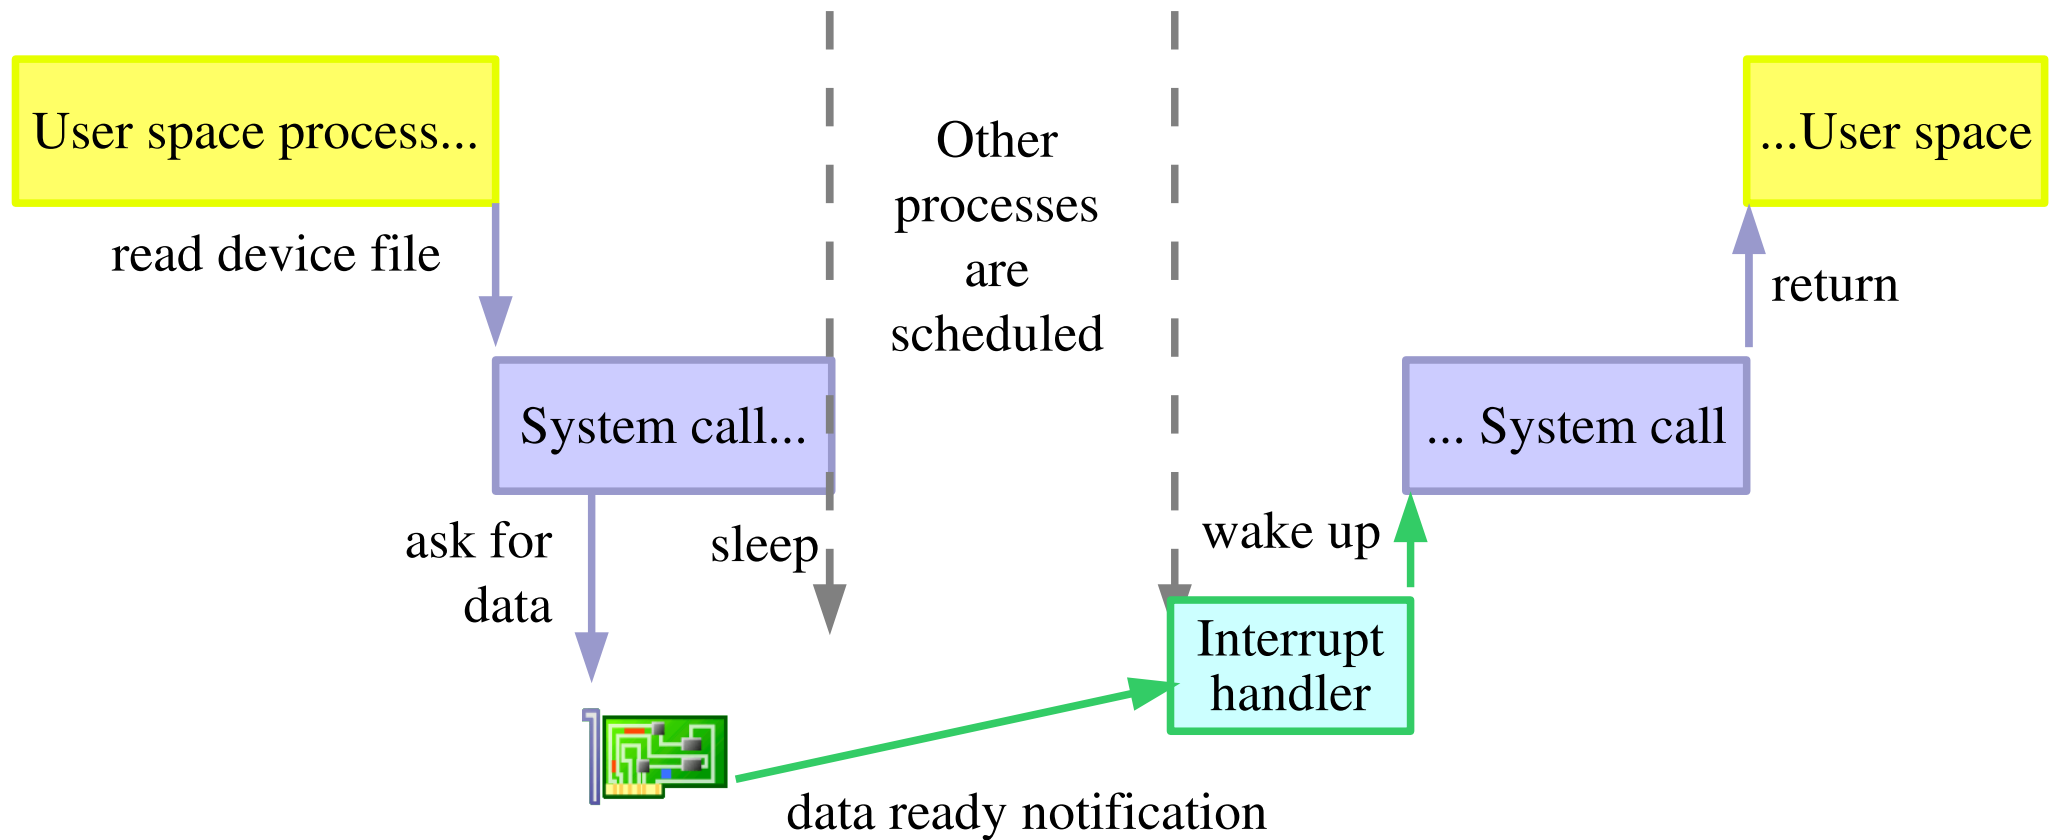 User space process...
read device file
System call...
ask for
data
sleep
Other
processes
are
scheduled
data ready notification
Interrupt
handler
wake up
... System call
return
...User space